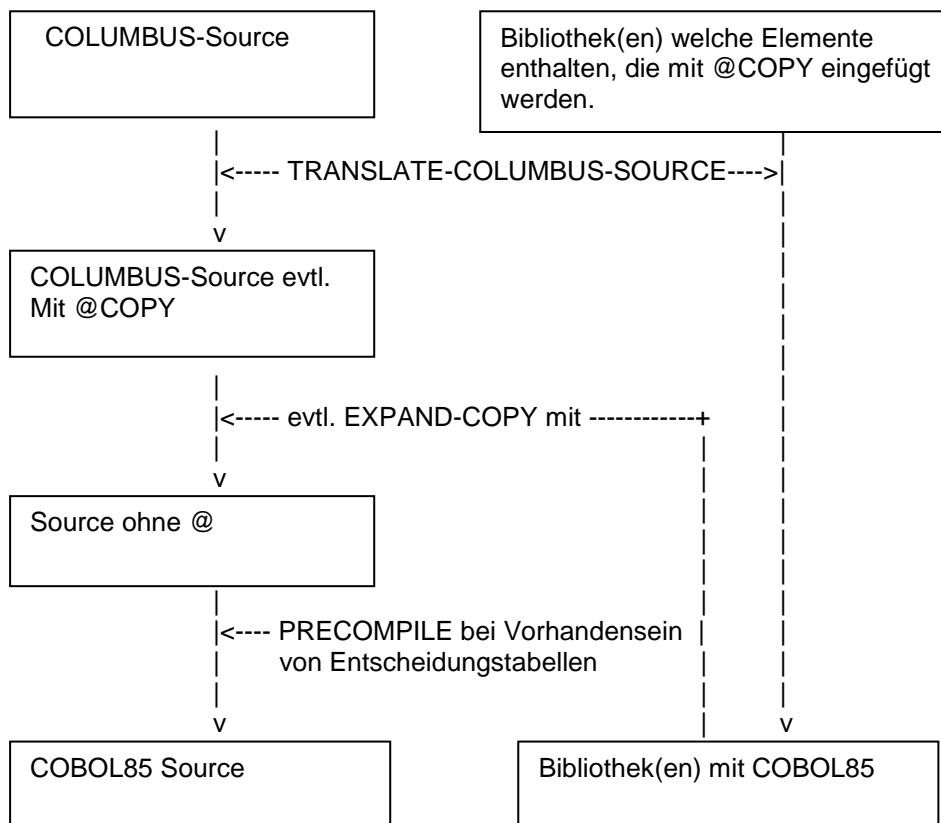 COLUMBUS-Source
Bibliothek(en) welche Elemente
enthalten, die mit @COPY eingefügt
werden.
<----- TRANSLATE-COLUMBUS-SOURCE---->
COLUMBUS-Source evtl.
Mit @COPY
<----- evtl. EXPAND-COPY mit ------------+
Source ohne @
<---- PRECOMPILE bei Vorhandensein
von Entscheidungstabellen
COBOL85 Source
Bibliothek(en) mit COBOL85